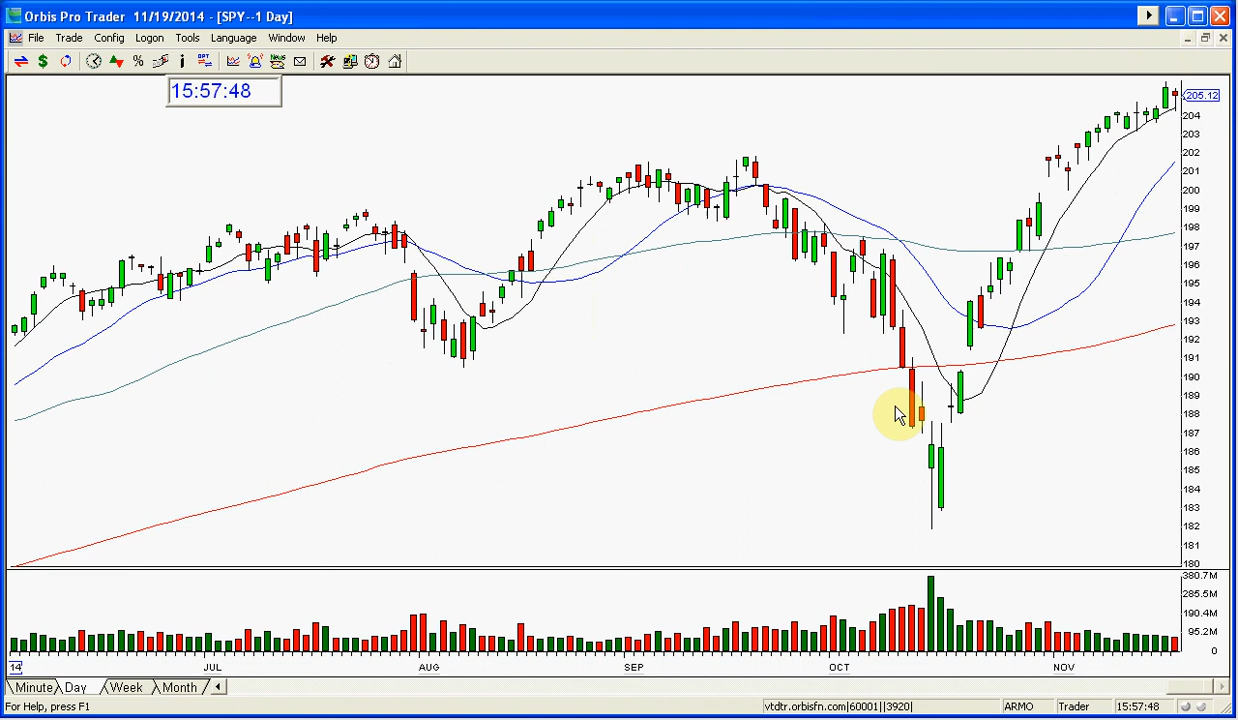 Orbis Pro Trader 11/19/2014 - [SPY--1 Day]
File Trade Config Logon Tools Language Window Help
$ % i OPT News
15:57:48
205.12
204
203
202
201
200
199
198
197
196
195
194
193
192
191
190
189
188
187
186
185
184
183
182
181
180
380.7M
285.5M
190.4M
95.2M
0
14 JUL AUG SEP OCT NOV
Minute Day Week Month
For Help, press F1 vtdtr.orbisfn.com|60001||3920| ARMO Trader 15:57:48